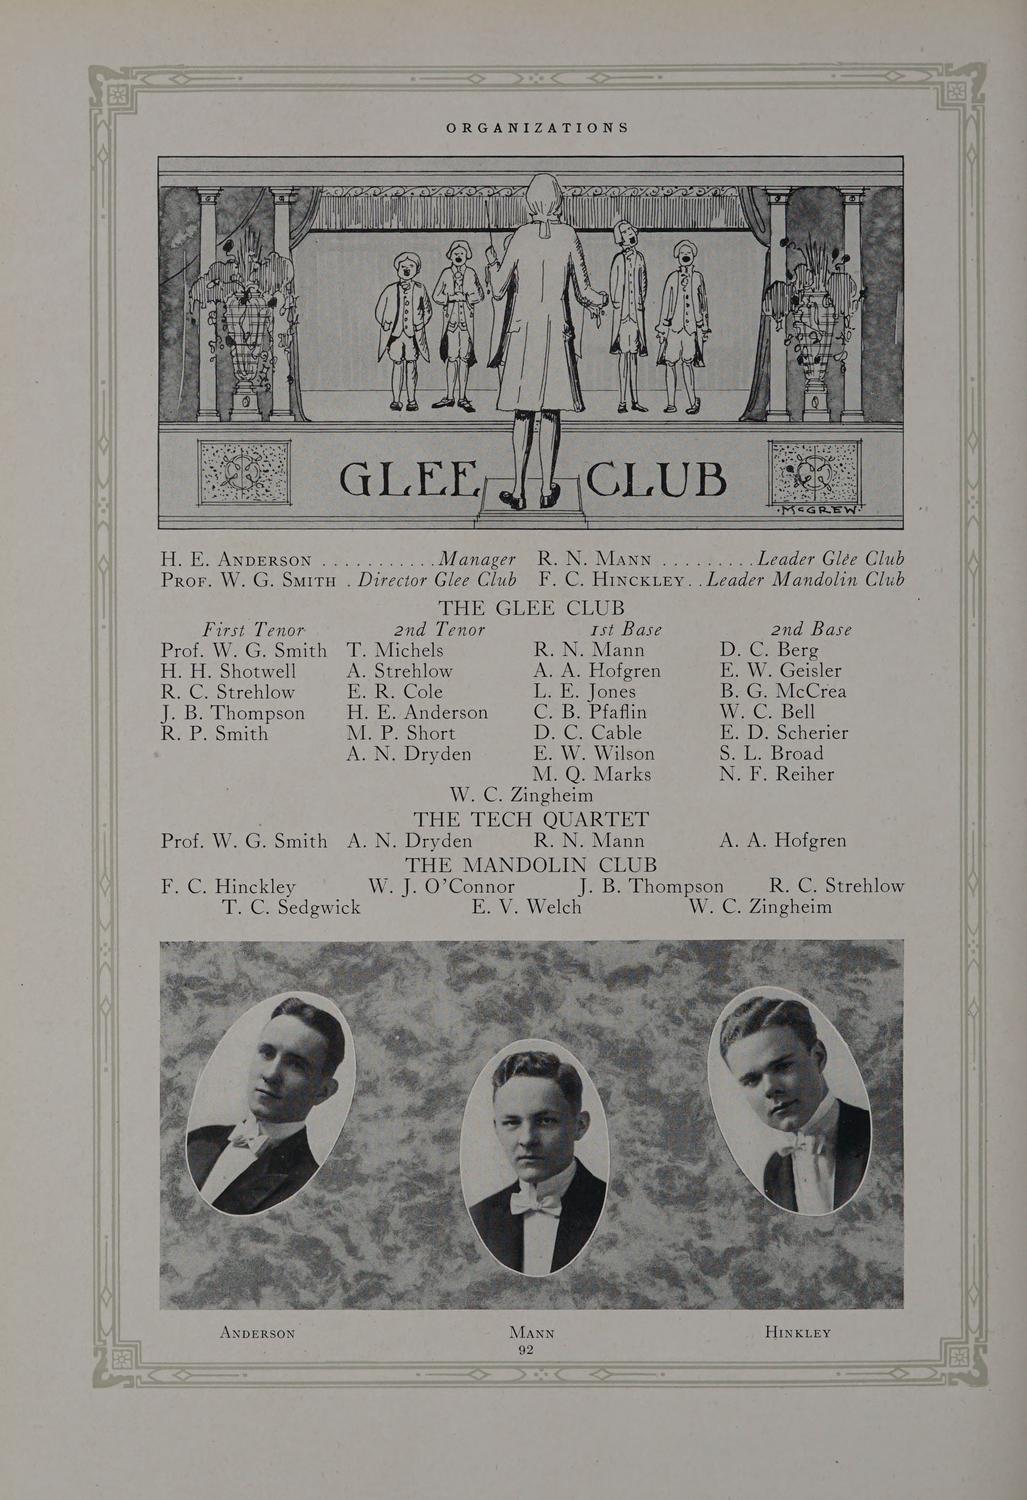 ORGANIZATIONS
GLEE CLUB
·McGREW·
H. E. ANDERSON ...........Manager R. N. MANN .........Leader Glée Club
PROF. W. G. SMITH . Director Glee Club F. C. HINCKLEY. . Leader Mandolin Club
THE GLEE CLUB
First Tenor 2nd Tenor 1st Base 2nd Base
Prof. W. G. Smith T. Michels R. N. Mann D. C. Berg
H. H. Shotwell A. Strehlow A. A. Hofgren E. W. Geisler
R. C. Strehlow E. R. Cole L. E. Jones B. G. McCrea
J. B. Thompson H. E. Anderson C. B. Pfaflin W. C. Bell
R. P. Smith M. P. Short D. C. Cable E. D. Scherier
A. N. Dryden E. W. Wilson S. L. Broad
M. Q. Marks N. F. Reiher
W. C. Zingheim
THE TECH QUARTET
Prof. W. G. Smith A. N. Dryden R. N. Mann A. A. Hofgren
THE MANDOLIN CLUB
F. C. Hinckley W. J. O'Connor J. B. Thompson R. C. Strehlow
T. C. Sedgwick E. V. Welch W. C. Zingheim
ANDERSON MANN HINKLEY
92